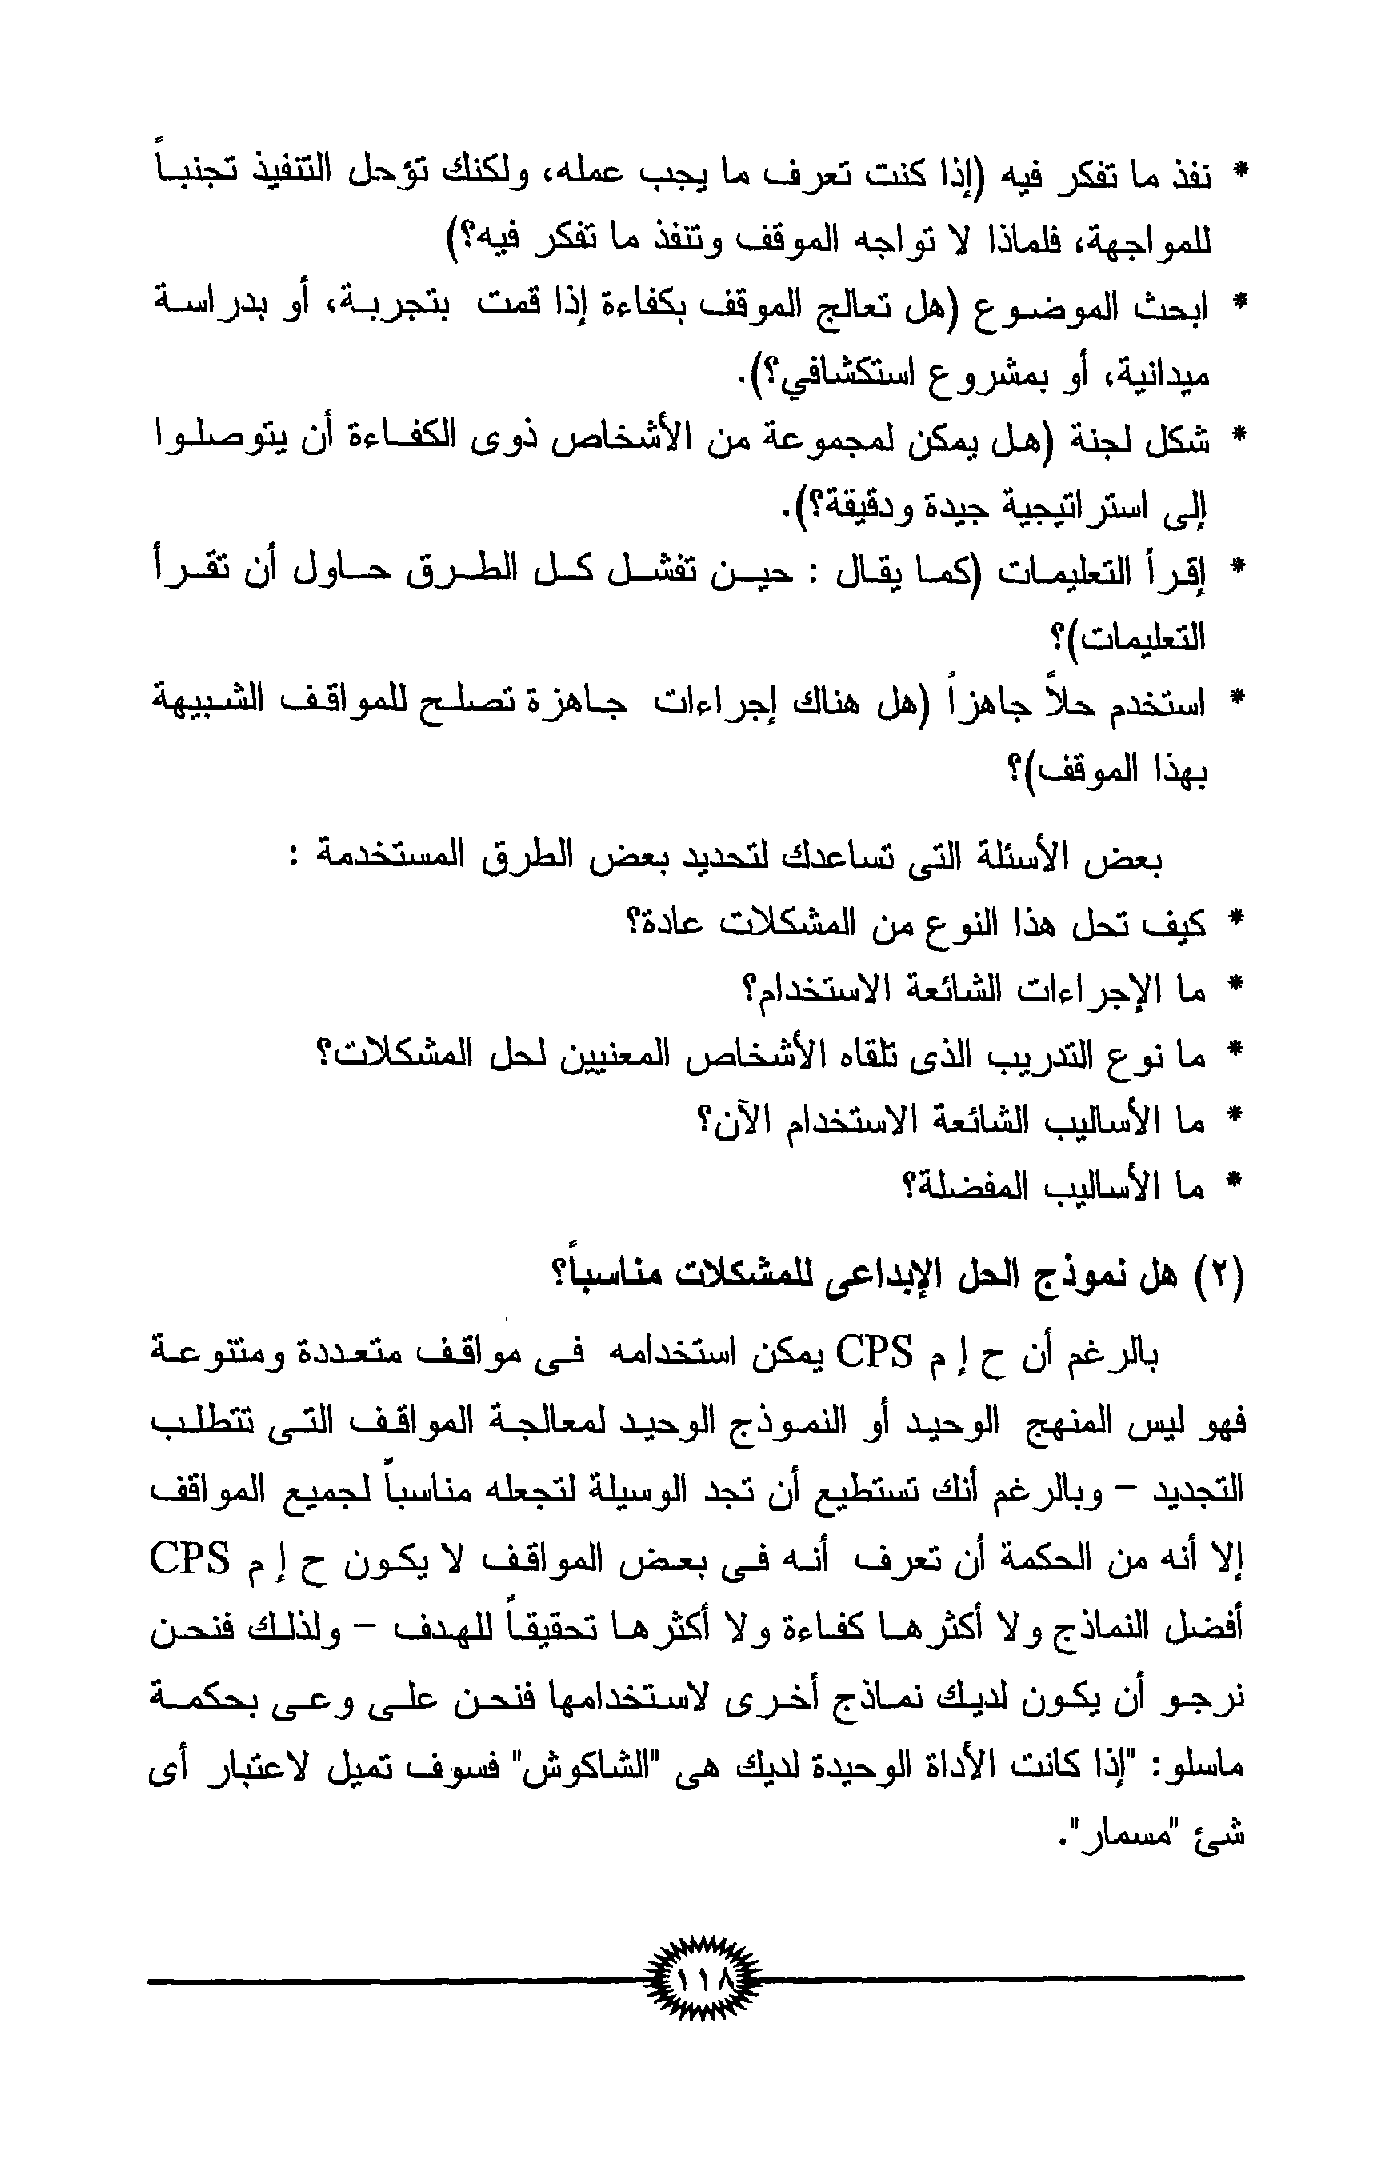 * نفذ ما تفكر فيه (إذا كنت تعرف ما يجب عمله، ولكنك تؤجل التنفيذ تجنباً
للمواجهة، فلماذا لا تواجه الموقف وتنفذ ما تفكر فيه؟)
* ابحث الموضوع (هل تعالج الموقف بكفاءة إذا قمت بتجربة، أو بدراسة
ميدانية، أو بمشروع استكشافي؟).
* شكل لجنة (هل يمكن لمجموعة من الأشخاص ذوى الكفاءة أن يتوصلوا
إلى استراتيجية جيدة ودقيقة؟).
* إقرأ التعليمات (كما يقال : حين تفشل كل الطرق حاول أن تقرأ
التعليمات)؟
* استخدم حلاً جاهزاً (هل هناك إجراءات جاهزة تصلح للمواقف الشبيهة
بهذا الموقف)؟
بعض الأسئلة التى تساعدك لتحديد بعض الطرق المستخدمة :
* كيف تحل هذا النوع من المشكلات عادة؟
* ما الإجراءات الشائعة الاستخدام؟
* ما نوع التدريب الذى تلقاه الأشخاص المعنيين لحل المشكلات؟
* ما الأساليب الشائعة الاستخدام الآن؟
* ما الأساليب المفضلة؟
(٢) هل نموذج الحل الإبداعى للمشكلات مناسباً؟
بالرغم أن ح إ م CPS يمكن استخدامه فى مواقف متعددة ومتنوعة
فهو ليس المنهج الوحيد أو النموذج الوحيد لمعالجة المواقف التى تتطلب
التجديد – وبالرغم أنك تستطيع أن تجد الوسيلة لتجعله مناسباً لجميع المواقف
إلا أنه من الحكمة أن تعرف أنه فى بعض المواقف لا يكون ح إ م CPS
أفضل النماذج ولا أكثرها كفاءة ولا أكثرها تحقيقاً للهدف – ولذلك فنحن
نرجو أن يكون لديك نماذج أخرى لاستخدامها فنحن على وعى بحكمة
ماسلو: "إذا كانت الأداة الوحيدة لديك هى "الشاكوش" فسوف تميل لاعتبار أى
شئ "مسمار".
١١٨